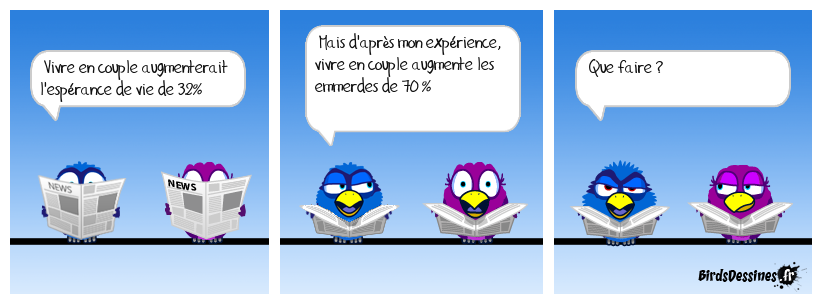 Vivre en couple augmenterait
l'espérance de vie de 32%
NEWS
NEWS
Mais d'après mon expérience,
vivre en couple augmente les
emmerdes de 70 %
Que faire ?
BirdsDessines.fr